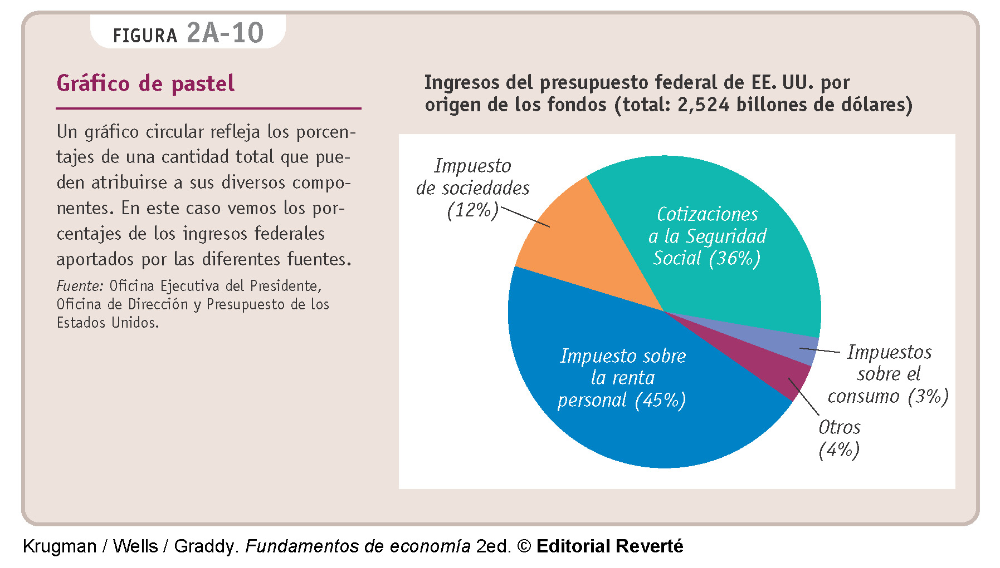 FIGURA 2A-10
Gráfico de pastel
Un gráfico circular refleja los porcen-
tajes de una cantidad total que pue-
den atribuirse a sus diversos compo-
nentes. En este caso vemos los por-
centajes de los ingresos federales
aportados por las diferentes fuentes.
Fuente: Oficina Ejecutiva del Presidente,
Oficina de Dirección y Presupuesto de los
Estados Unidos.
Ingresos del presupuesto federal de EE. UU. por
origen de los fondos (total: 2,524 billones de dólares)
Impuesto
de sociedades
(12%)
Cotizaciones
a la Seguridad
Social (36%)
Impuesto sobre
la renta
personal (45%)
Impuestos
sobre el
consumo (3%)
Otros
(4%)
Krugman / Wells / Graddy. Fundamentos de economía 2ed. © Editorial Reverté